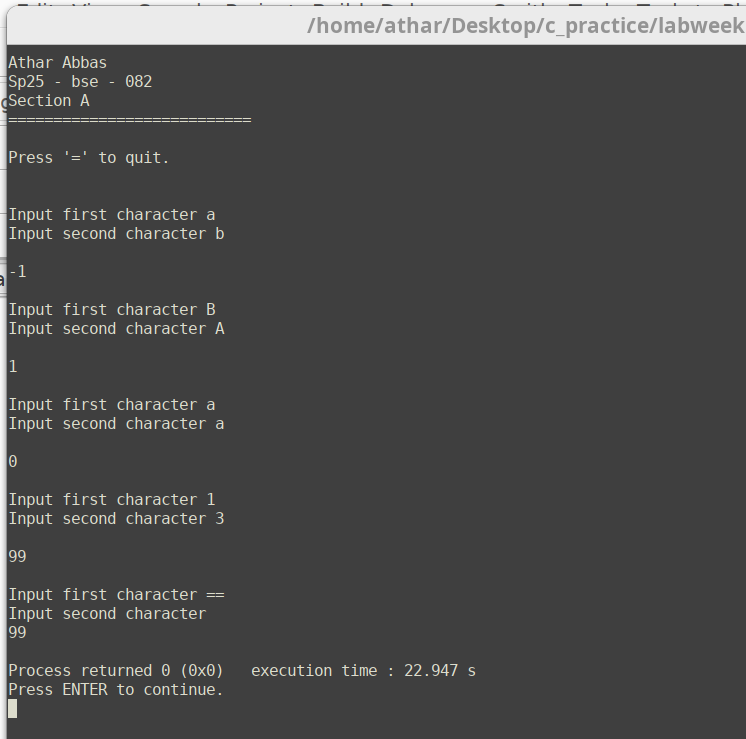 /home/athar/Desktop/c_practice/labweek
Athar Abbas
Sp25 - bse - 082
Section A
===========================
Press '=' to quit.
Input first character a
Input second character b
-1
Input first character B
Input second character A
1
Input first character a
Input second character a
0
Input first character 1
Input second character 3
99
Input first character ==
Input second character
99
Process returned 0 (0x0)   execution time : 22.947 s
Press ENTER to continue.